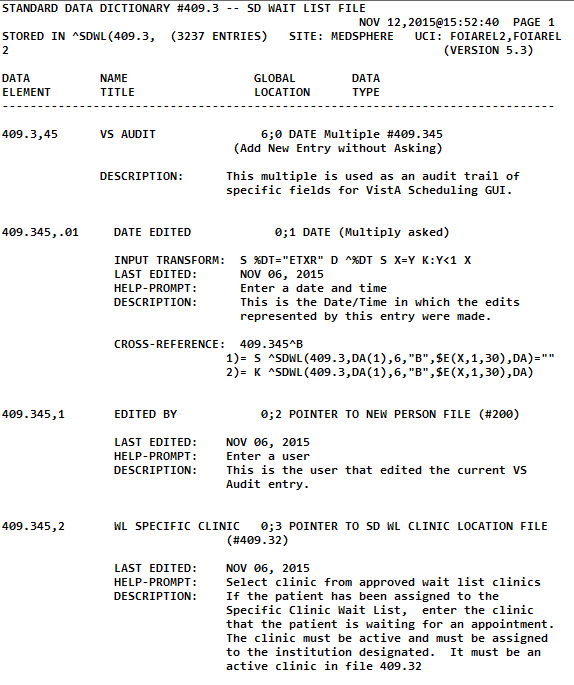 STANDARD DATA DICTIONARY #409.3 -- SD WAIT LIST FILE
NOV 12,2015@15:52:40  PAGE 1
STORED IN ^SDWL(409.3,  (3237 ENTRIES)   SITE: MEDSPHERE   UCI: FOIAREL2,FOIAREL
2                                                             (VERSION 5.3)
DATA          NAME                  GLOBAL        DATA
ELEMENT       TITLE                 LOCATION      TYPE
-------------------------------------------------------------------------------
409.3,45      VS AUDIT               6;0 DATE Multiple #409.345
(Add New Entry without Asking)
DESCRIPTION:      This multiple is used as an audit trail of
specific fields for VistA Scheduling GUI.
409.345,.01     DATE EDITED            0;1 DATE (Multiply asked)
INPUT TRANSFORM:  S %DT="ETXR" D ^%DT S X=Y K:Y<1 X
LAST EDITED:      NOV 06, 2015
HELP-PROMPT:      Enter a date and time
DESCRIPTION:      This is the Date/Time in which the edits
represented by this entry were made.
CROSS-REFERENCE:  409.345^B
1)= S ^SDWL(409.3,DA(1),6,"B",$E(X,1,30),DA)=""
2)= K ^SDWL(409.3,DA(1),6,"B",$E(X,1,30),DA)
409.345,1       EDITED BY            0;2 POINTER TO NEW PERSON FILE (#200)
LAST EDITED:    NOV 06, 2015
HELP-PROMPT:    Enter a user
DESCRIPTION:    This is the user that edited the current VS
Audit entry.
409.345,2       WL SPECIFIC CLINIC   0;3 POINTER TO SD WL CLINIC LOCATION FILE
(#409.32)
LAST EDITED:    NOV 06, 2015
HELP-PROMPT:    Select clinic from approved wait list clinics
DESCRIPTION:    If the patient has been assigned to the
Specific Clinic Wait List,  enter the clinic
that the patient is waiting for an appointment.
The clinic must be active and must be assigned
to the institution designated.  It must be an
active clinic in file 409.32